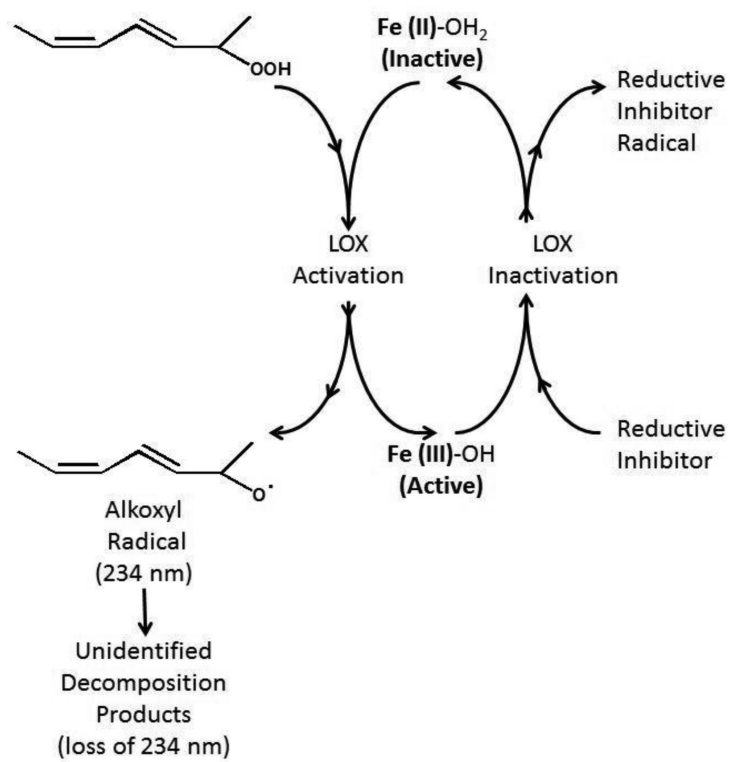 OOH
Fe (II)-OH₂
(Inactive)
Reductive
Inhibitor
Radical
LOX
Activation
LOX
Inactivation
Fe (III)-OH
(Active)
Reductive
Inhibitor
O•
Alkoxyl
Radical
(234 nm)
Unidentified
Decomposition
Products
(loss of 234 nm)